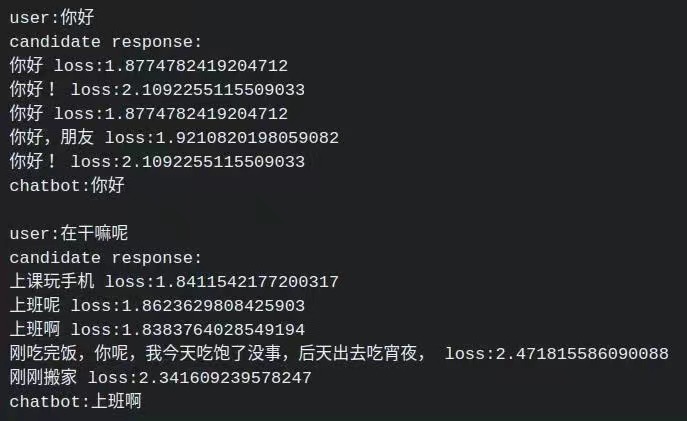 user:你好
candidate response:
你好 loss:1.8774782419204712
你好！ loss:2.1092255115509033
你好 loss:1.8774782419204712
你好，朋友 loss:1.9210820198059082
你好！ loss:2.1092255115509033
chatbot:你好
user:在干嘛呢
candidate response:
上课玩手机 loss:1.8411542177200317
上班呢 loss:1.8623629808425903
上班啊 loss:1.8383764028549194
刚吃完饭，你呢，我今天吃饱了没事，后天出去吃宵夜， loss:2.471815586090088
刚刚搬家 loss:2.341609239578247
chatbot:上班啊